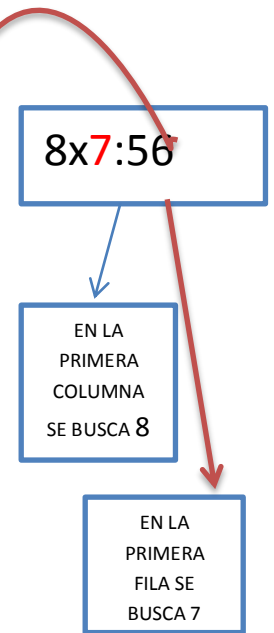 8x7:56
EN LA
PRIMERA
COLUMNA
SE BUSCA 8
EN LA
PRIMERA
FILA SE
BUSCA 7